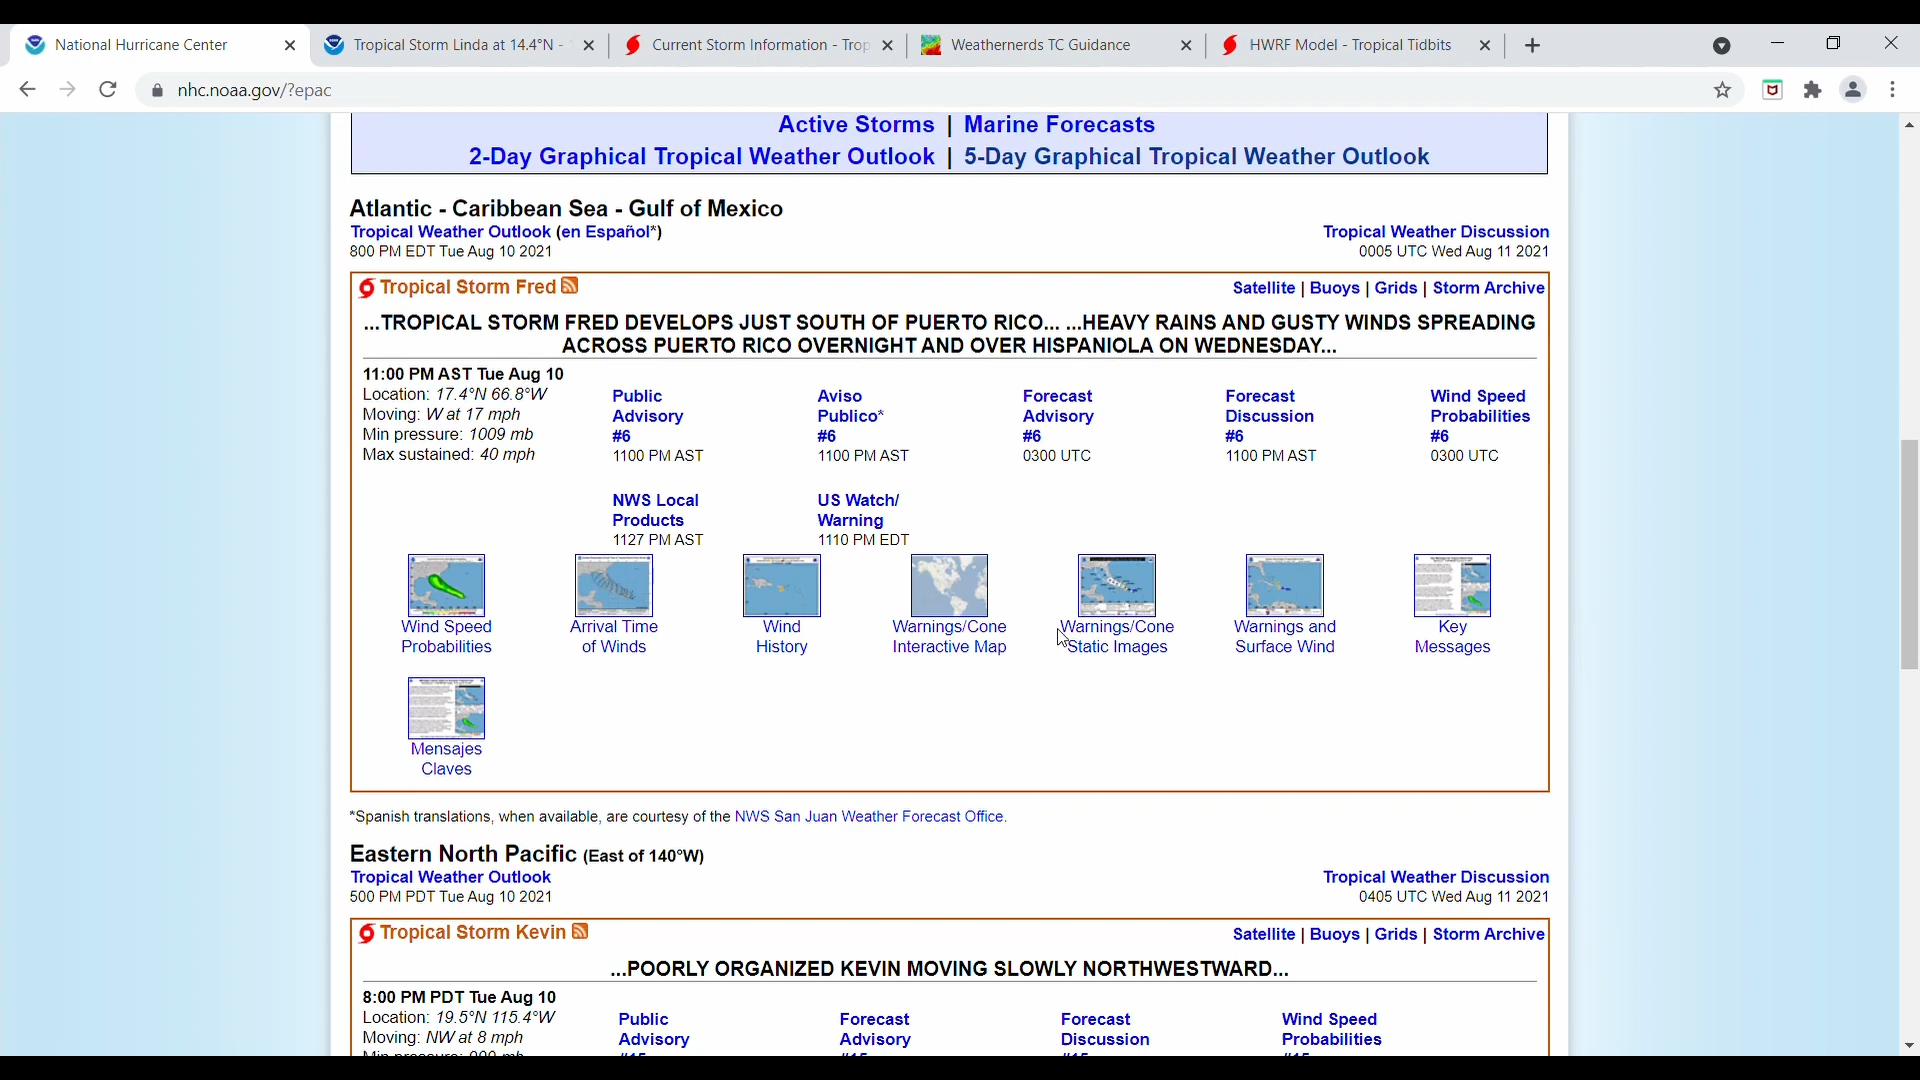 National Hurricane Center
Tropical Storm Linda at 14.4°N -
Current Storm Information - Trop
Weathernerds TC Guidance
HWRF Model - Tropical Tidbits
nhc.noaa.gov/?epac
Active Storms | Marine Forecasts
2-Day Graphical Tropical Weather Outlook | 5-Day Graphical Tropical Weather Outlook
Atlantic - Caribbean Sea - Gulf of Mexico
Tropical Weather Outlook (en Español*)
Tropical Weather Discussion
800 PM EDT Tue Aug 10 2021
0005 UTC Wed Aug 11 2021
Tropical Storm Fred
Satellite | Buoys | Grids | Storm Archive
...TROPICAL STORM FRED DEVELOPS JUST SOUTH OF PUERTO RICO... ...HEAVY RAINS AND GUSTY WINDS SPREADING
ACROSS PUERTO RICO OVERNIGHT AND OVER HISPANIOLA ON WEDNESDAY...
11:00 PM AST Tue Aug 10
Location: 17.4°N 66.8°W
Moving: W at 17 mph
Min pressure: 1009 mb
Max sustained: 40 mph
Public
Advisory
#6
1100 PM AST
Aviso
Publico*
#6
1100 PM AST
Forecast
Advisory
#6
0300 UTC
Forecast
Discussion
#6
1100 PM AST
Wind Speed
Probabilities
#6
0300 UTC
NWS Local
Products
1127 PM AST
US Watch/
Warning
1110 PM EDT
Wind Speed
Probabilities
Arrival Time
of Winds
Wind
History
Warnings/Cone
Interactive Map
Warnings/Cone
Static Images
Warnings and
Surface Wind
Key
Messages
Mensajes
Claves
*Spanish translations, when available, are courtesy of the NWS San Juan Weather Forecast Office.
Eastern North Pacific (East of 140°W)
Tropical Weather Outlook
Tropical Weather Discussion
500 PM PDT Tue Aug 10 2021
0405 UTC Wed Aug 11 2021
Tropical Storm Kevin
Satellite | Buoys | Grids | Storm Archive
...POORLY ORGANIZED KEVIN MOVING SLOWLY NORTHWESTWARD...
8:00 PM PDT Tue Aug 10
Location: 19.5°N 115.4°W
Moving: NW at 8 mph
Public
Advisory
#15
Forecast
Advisory
#15
Forecast
Discussion
#15
Wind Speed
Probabilities
#15